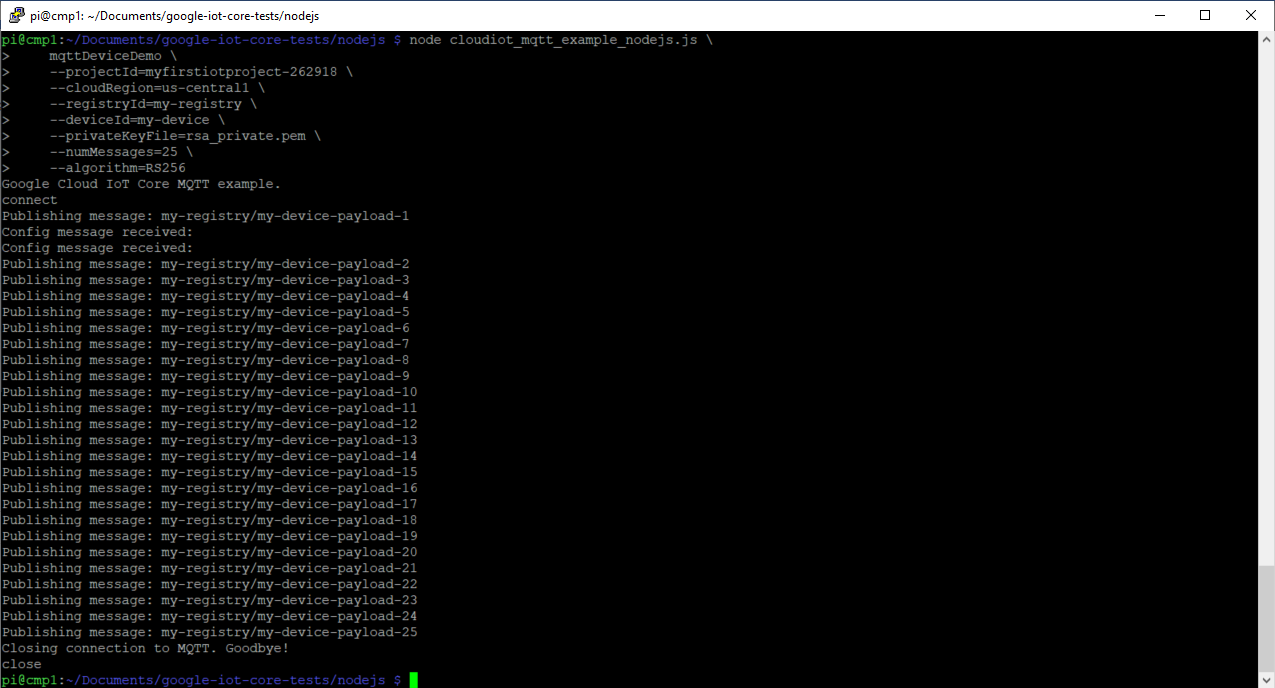 pi@cmp1: ~/Documents/google-iot-core-tests/nodejs
pi@cmp1:~/Documents/google-iot-core-tests/nodejs $ node cloudiot_mqtt_example_nodejs.js \
>     mqttDeviceDemo \
>     --projectId=myfirstiotproject-262918 \
>     --cloudRegion=us-central1 \
>     --registryId=my-registry \
>     --deviceId=my-device \
>     --privateKeyFile=rsa_private.pem \
>     --numMessages=25 \
>     --algorithm=RS256
Google Cloud IoT Core MQTT example.
connect
Publishing message: my-registry/my-device-payload-1
Config message received:
Config message received:
Publishing message: my-registry/my-device-payload-2
Publishing message: my-registry/my-device-payload-3
Publishing message: my-registry/my-device-payload-4
Publishing message: my-registry/my-device-payload-5
Publishing message: my-registry/my-device-payload-6
Publishing message: my-registry/my-device-payload-7
Publishing message: my-registry/my-device-payload-8
Publishing message: my-registry/my-device-payload-9
Publishing message: my-registry/my-device-payload-10
Publishing message: my-registry/my-device-payload-11
Publishing message: my-registry/my-device-payload-12
Publishing message: my-registry/my-device-payload-13
Publishing message: my-registry/my-device-payload-14
Publishing message: my-registry/my-device-payload-15
Publishing message: my-registry/my-device-payload-16
Publishing message: my-registry/my-device-payload-17
Publishing message: my-registry/my-device-payload-18
Publishing message: my-registry/my-device-payload-19
Publishing message: my-registry/my-device-payload-20
Publishing message: my-registry/my-device-payload-21
Publishing message: my-registry/my-device-payload-22
Publishing message: my-registry/my-device-payload-23
Publishing message: my-registry/my-device-payload-24
Publishing message: my-registry/my-device-payload-25
Closing connection to MQTT. Goodbye!
close
pi@cmp1:~/Documents/google-iot-core-tests/nodejs $